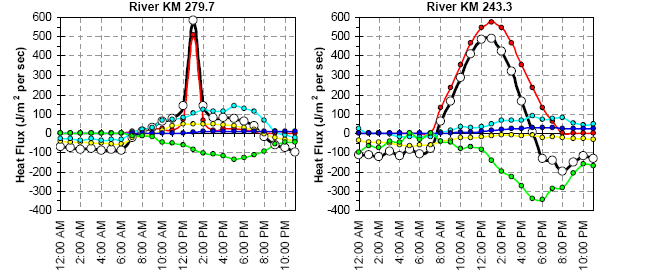 River KM 279.7
Heat Flux (J/m² per sec)
600
500
400
300
200
100
0
-100
-200
-300
-400
12:00 AM
2:00 AM
4:00 AM
6:00 AM
8:00 AM
10:00 AM
12:00 PM
2:00 PM
4:00 PM
6:00 PM
8:00 PM
10:00 PM
River KM 243.3
Heat Flux (J/m² per sec)
600
500
400
300
200
100
0
-100
-200
-300
-400
12:00 AM
2:00 AM
4:00 AM
6:00 AM
8:00 AM
10:00 AM
12:00 PM
2:00 PM
4:00 PM
6:00 PM
8:00 PM
10:00 PM